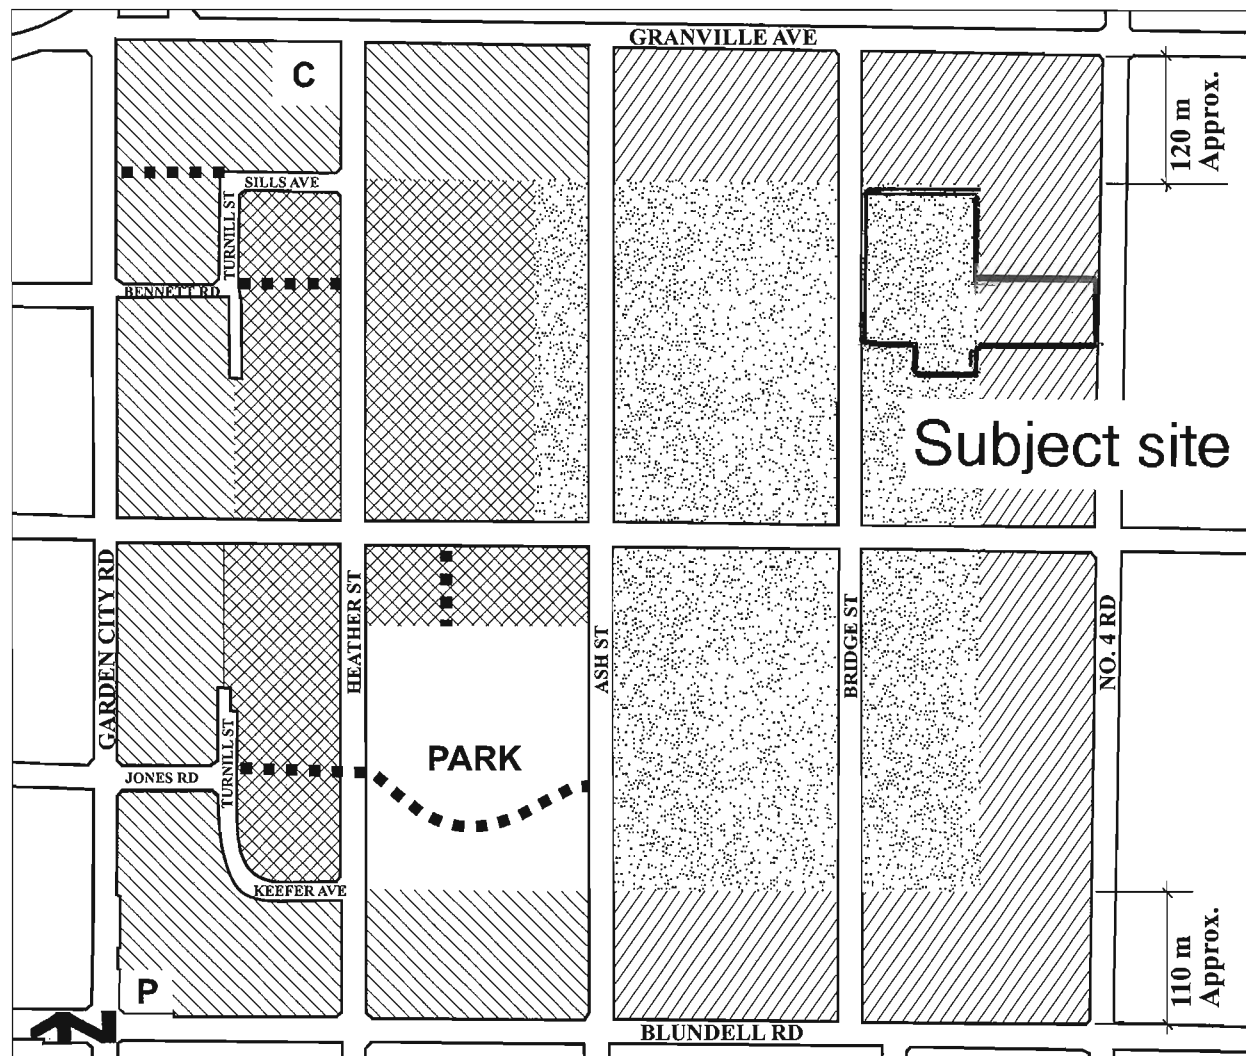 GRANVILLE AVE
C
120 m
Approx.
SILLS AVE
TURNILL ST
BENNETT RD
Subject site
GARDEN CITY RD
HEATHER ST
ASH ST
BRIDGE ST
NO. 4 RD
PARK
JONES RD
TURNILL ST
KEEFER AVE
110 m
Approx.
P
N
BLUNDELL RD